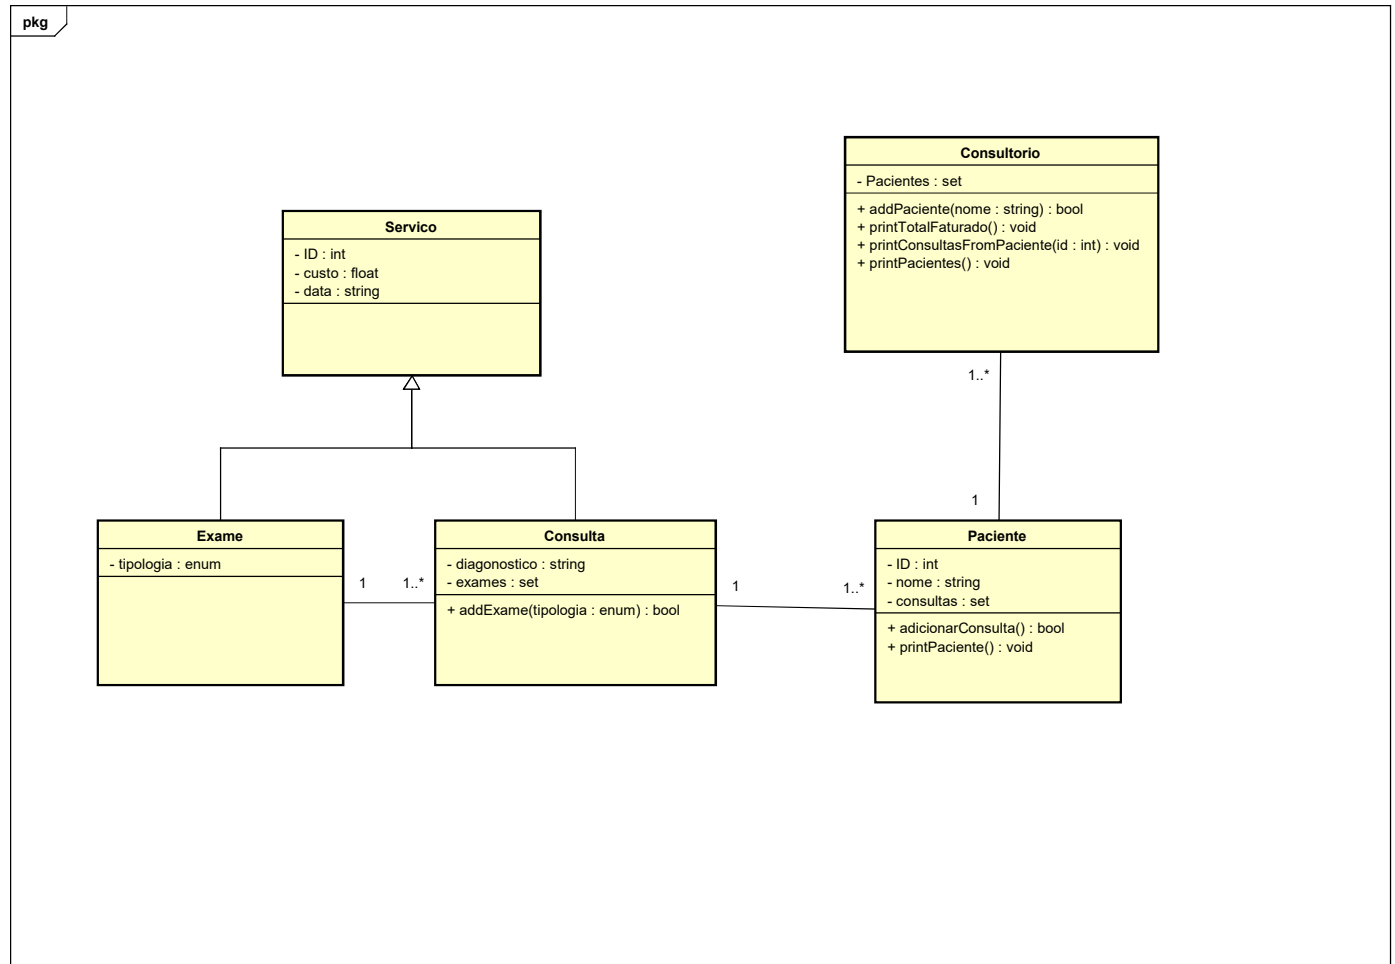 pkg
Consultorio
- Pacientes : set
+ addPaciente(nome : string) : bool
+ printTotalFaturado() : void
+ printConsultasFromPaciente(id : int) : void
+ printPacientes() : void
Servico
- ID : int
- custo : float
- data : string
1..*
1
Exame
- tipologia : enum
1
1..*
Consulta
- diagonostico : string
- exames : set
+ addExame(tipologia : enum) : bool
1
1..*
Paciente
- ID : int
- nome : string
- consultas : set
+ adicionarConsulta() : bool
+ printPaciente() : void